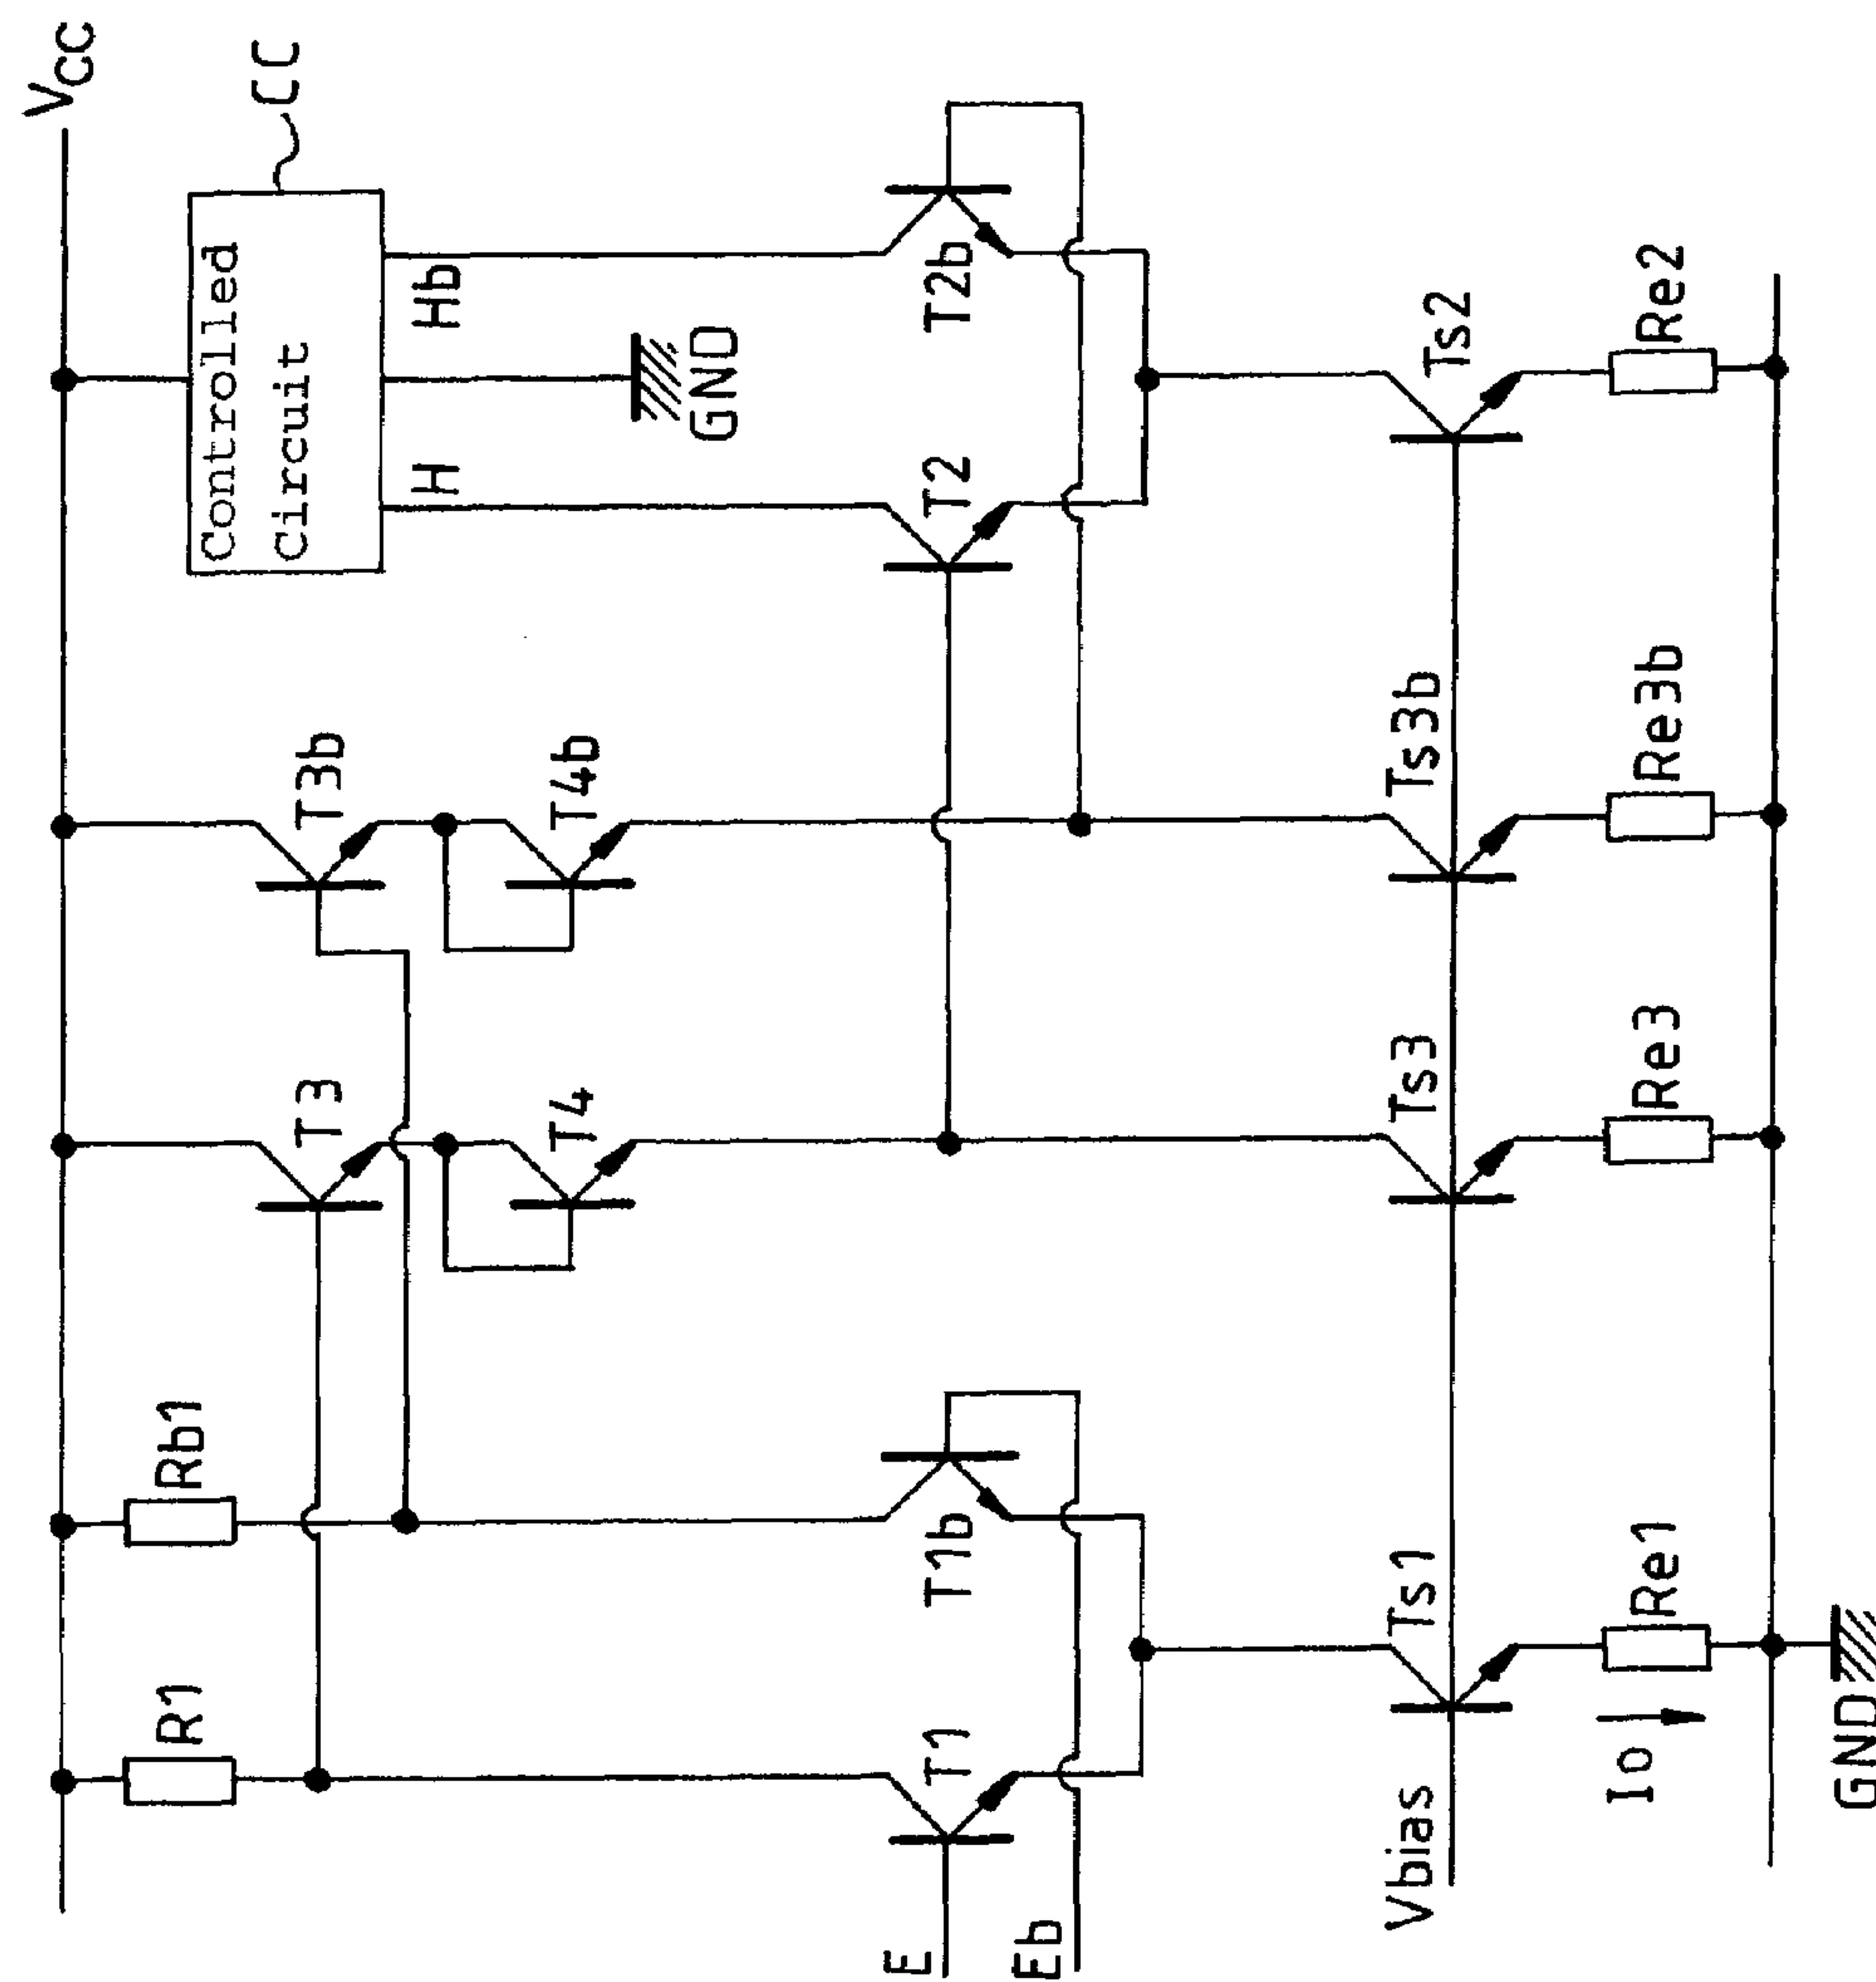 VCC
CC
Controlled
Circuit
R1
Rb1
T3
T3b
H
Hb
T4
T4b
GND
E
T1
T1b
T2
T2b
Eb
Vbias
Ts1
Ts3
Ts3b
Ts2
Io
Re1
Re3
Re3b
Re2
GND